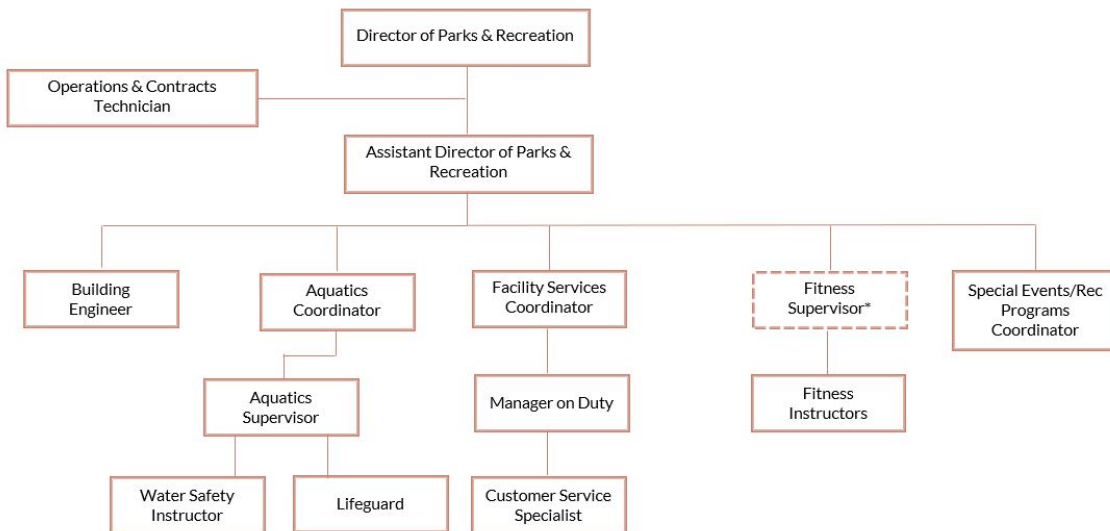 Director of Parks & Recreation
Operations & Contracts
Technician
Assistant Director of Parks &
Recreation
Building
Engineer
Aquatics
Coordinator
Facility Services
Coordinator
Fitness
Supervisor*
Special Events/Rec
Programs
Coordinator
Aquatics
Supervisor
Manager on Duty
Fitness
Instructors
Water Safety
Instructor
Lifeguard
Customer Service
Specialist